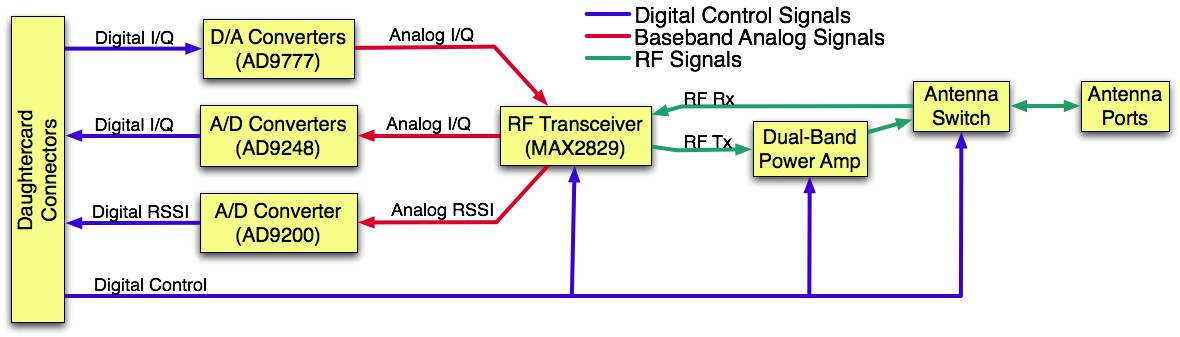 Digital Control Signals
Baseband Analog Signals
RF Signals
Daughtercard
Connectors
Digital I/Q
D/A Converters
(AD9777)
Analog I/Q
Digital I/Q
A/D Converters
(AD9248)
Analog I/Q
RF Transceiver
(MAX2829)
RF Rx
RF Tx
Dual-Band
Power Amp
Antenna
Switch
Antenna
Ports
Digital RSSI
A/D Converter
(AD9200)
Analog RSSI
Digital Control